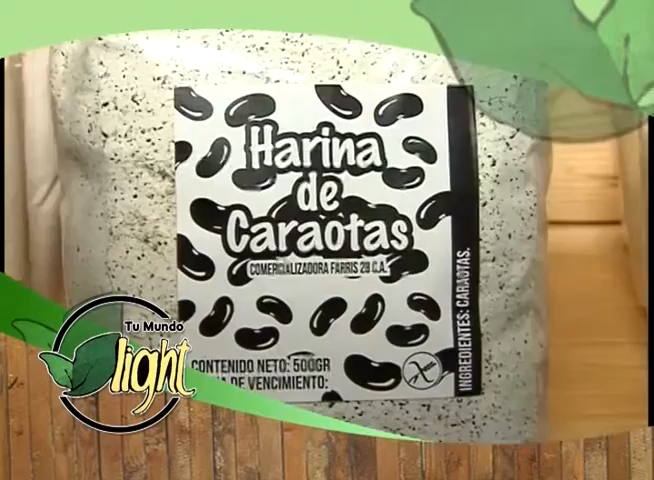 Harina
de
Caraotas
COMERCIALIZADORA FARRIS 28 C.A.
CONTENIDO NETO: 500GR
DE VENCIMIENTO:
INGREDIENTES: CARAOTAS.
Tu Mundo
light